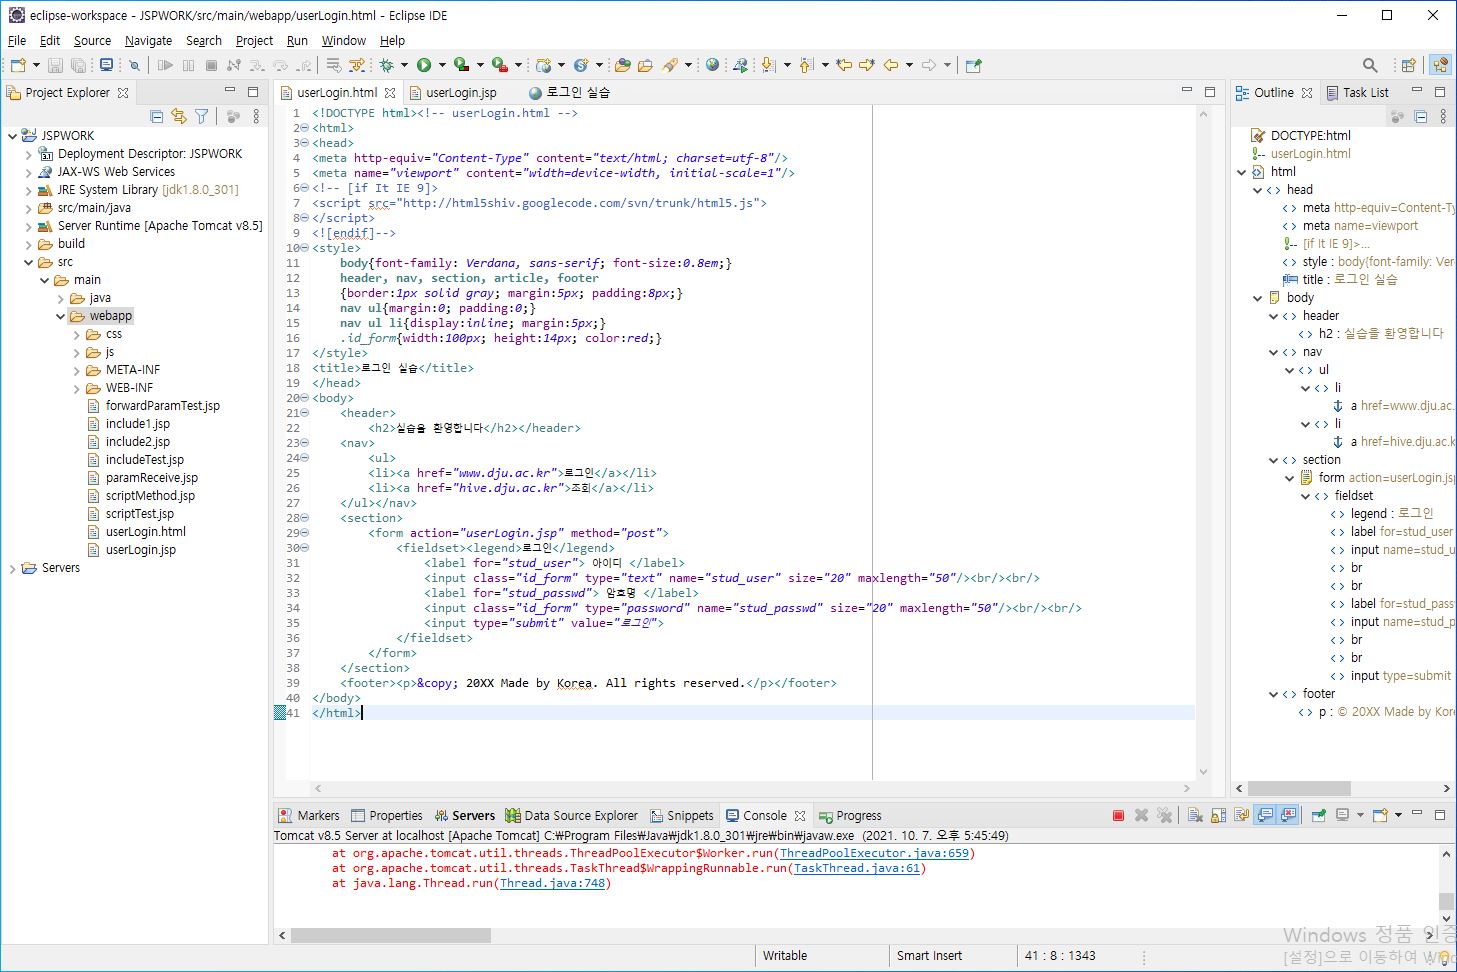 eclipse-workspace - JSPWORK/src/main/webapp/userLogin.html - Eclipse IDE
File Edit Source Navigate Search Project Run Window Help
Project Explorer
userLogin.html
userLogin.jsp
로그인 실습
Outline
Task List
JSPWORK
Deployment Descriptor: JSPWORK
JAX-WS Web Services
JRE System Library [jdk1.8.0_301]
src/main/java
Server Runtime [Apache Tomcat v8.5]
build
src
main
java
webapp
css
js
META-INF
WEB-INF
forwardParamTest.jsp
include1.jsp
include2.jsp
includeTest.jsp
paramReceive.jsp
scriptMethod.jsp
scriptTest.jsp
userLogin.html
userLogin.jsp
Servers
1 <!DOCTYPE html><!-- userLogin.html -->
2 <html>
3 <head>
4 <meta http-equiv="Content-Type" content="text/html; charset=utf-8"/>
5 <meta name="viewport" content="width=device-width, initial-scale=1"/>
6 <!-- [if It IE 9]>
7 <script src="http://html5shiv.googlecode.com/svn/trunk/html5.js">
8 </script>
9 <![endif]-->
10 <style>
11 body{font-family: Verdana, sans-serif; font-size:0.8em;}
12 header, nav, section, article, footer
13 {border:1px solid gray; margin:5px; padding:8px;}
14 nav ul{margin:0; padding:0;}
15 nav ul li{display:inline; margin:5px;}
16 .id_form{width:100px; height:14px; color:red;}
17 </style>
18 <title>로그인 실습</title>
19 </head>
20 <body>
21 <header>
22 <h2>실습을 환영합니다</h2></header>
23 <nav>
24 <ul>
25 <li><a href="www.dju.ac.kr">로그인</a></li>
26 <li><a href="hive.dju.ac.kr">조회</a></li>
27 </ul></nav>
28 <section>
29 <form action="userLogin.jsp" method="post">
30 <fieldset><legend>로그인</legend>
31 <label for="stud_user"> 아이디 </label>
32 <input class="id_form" type="text" name="stud_user" size="20" maxlength="50"/><br/><br/>
33 <label for="stud_passwd"> 암호명 </label>
34 <input class="id_form" type="password" name="stud_passwd" size="20" maxlength="50"/><br/><br/>
35 <input type="submit" value="로그인">
36 </fieldset>
37 </form>
38 </section>
39 <footer><p>&copy; 20XX Made by Korea. All rights reserved.</p></footer>
40 </body>
41 </html>
DOCTYPE:html
userLogin.html
html
head
meta http-equiv=Content-Ty
meta name=viewport
[if It IE 9]>...
style : body{font-family: Ver
title : 로그인 실습
body
header
h2 : 실습을 환영합니다
nav
ul
li
a href=www.dju.ac.
li
a href=hive.dju.ac.k
section
form action=userLogin.jsp
fieldset
legend : 로그인
label for=stud_user
input name=stud_u
br
br
label for=stud_pass
input name=stud_p
br
br
input type=submit
footer
p : © 20XX Made by Kore
Markers Properties Servers Data Source Explorer Snippets Console Progress
Tomcat v8.5 Server at localhost [Apache Tomcat] C:₩Program Files₩Java₩jdk1.8.0_301₩jre₩bin₩javaw.exe (2021. 10. 7. 오후 5:45:49)
at org.apache.tomcat.util.threads.ThreadPoolExecutor$Worker.run(ThreadPoolExecutor.java:659)
at org.apache.tomcat.util.threads.TaskThread$WrappingRunnable.run(TaskThread.java:61)
at java.lang.Thread.run(Thread.java:748)
Windows 정품 인증
[설정]으로 이동하여 Win
Writable
Smart Insert
41 : 8 : 1343